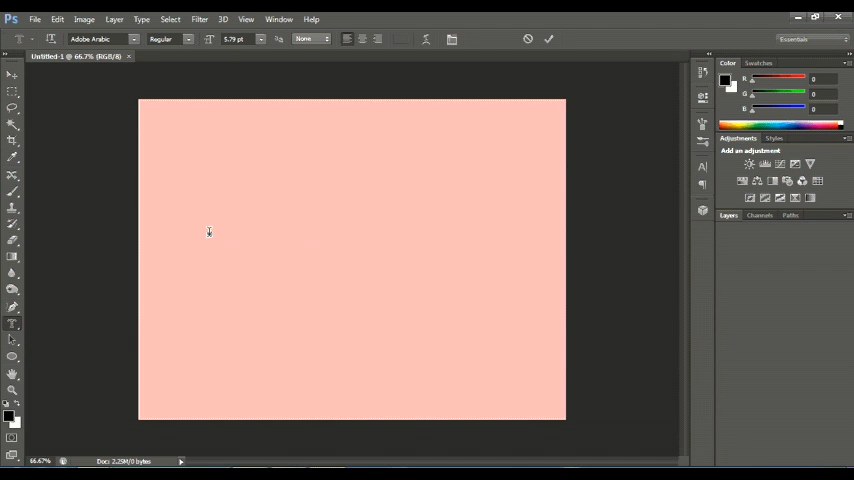 Ps File Edit Image Layer Type Select Filter 3D View Window Help
T Adobe Arabic Regular 5.79 pt aa None Essentials
Untitled-1 @ 66.7% (RGB/8) ×
Color Swatches
R 0
G 0
B 0
Adjustments Styles
Add an adjustment
Layers Channels Paths
66.67% Doc: 2.25M/0 bytes